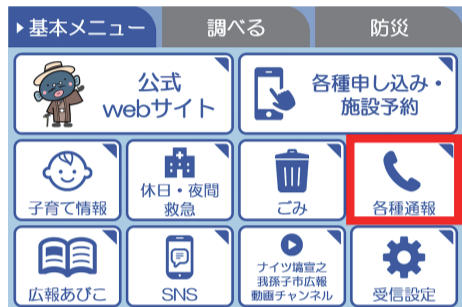 基本メニュー
調べる
防災
公式
webサイト
各種申し込み・
施設予約
子育て情報
休日・夜間
救急
ごみ
各種通報
広報あびこ
SNS
ナイツ塙宣之
我孫子市広報
動画チャンネル
受信設定